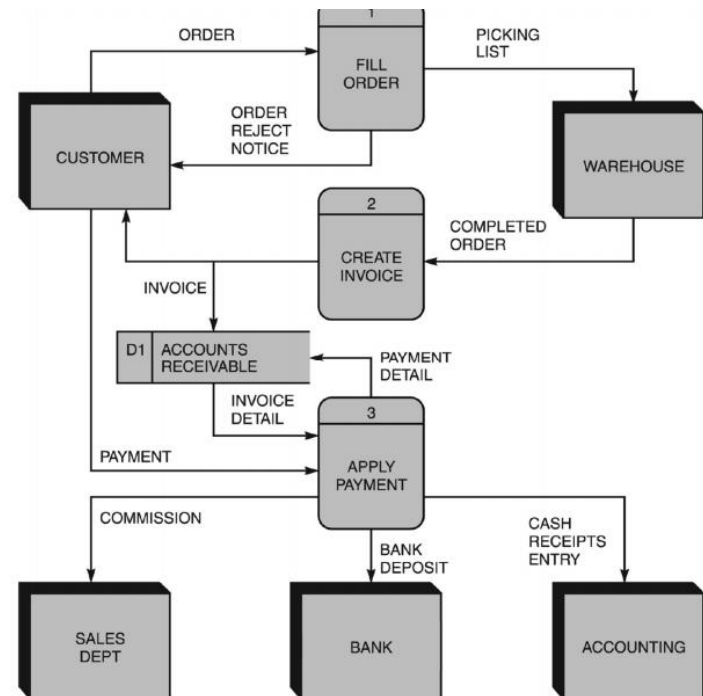 1
ORDER
FILL
ORDER
PICKING
LIST
ORDER
REJECT
NOTICE
CUSTOMER
WAREHOUSE
2
CREATE
INVOICE
COMPLETED
ORDER
INVOICE
D1
ACCOUNTS
RECEIVABLE
PAYMENT
DETAIL
INVOICE
DETAIL
3
APPLY
PAYMENT
PAYMENT
COMMISSION
BANK
DEPOSIT
CASH
RECEIPTS
ENTRY
SALES
DEPT
BANK
ACCOUNTING